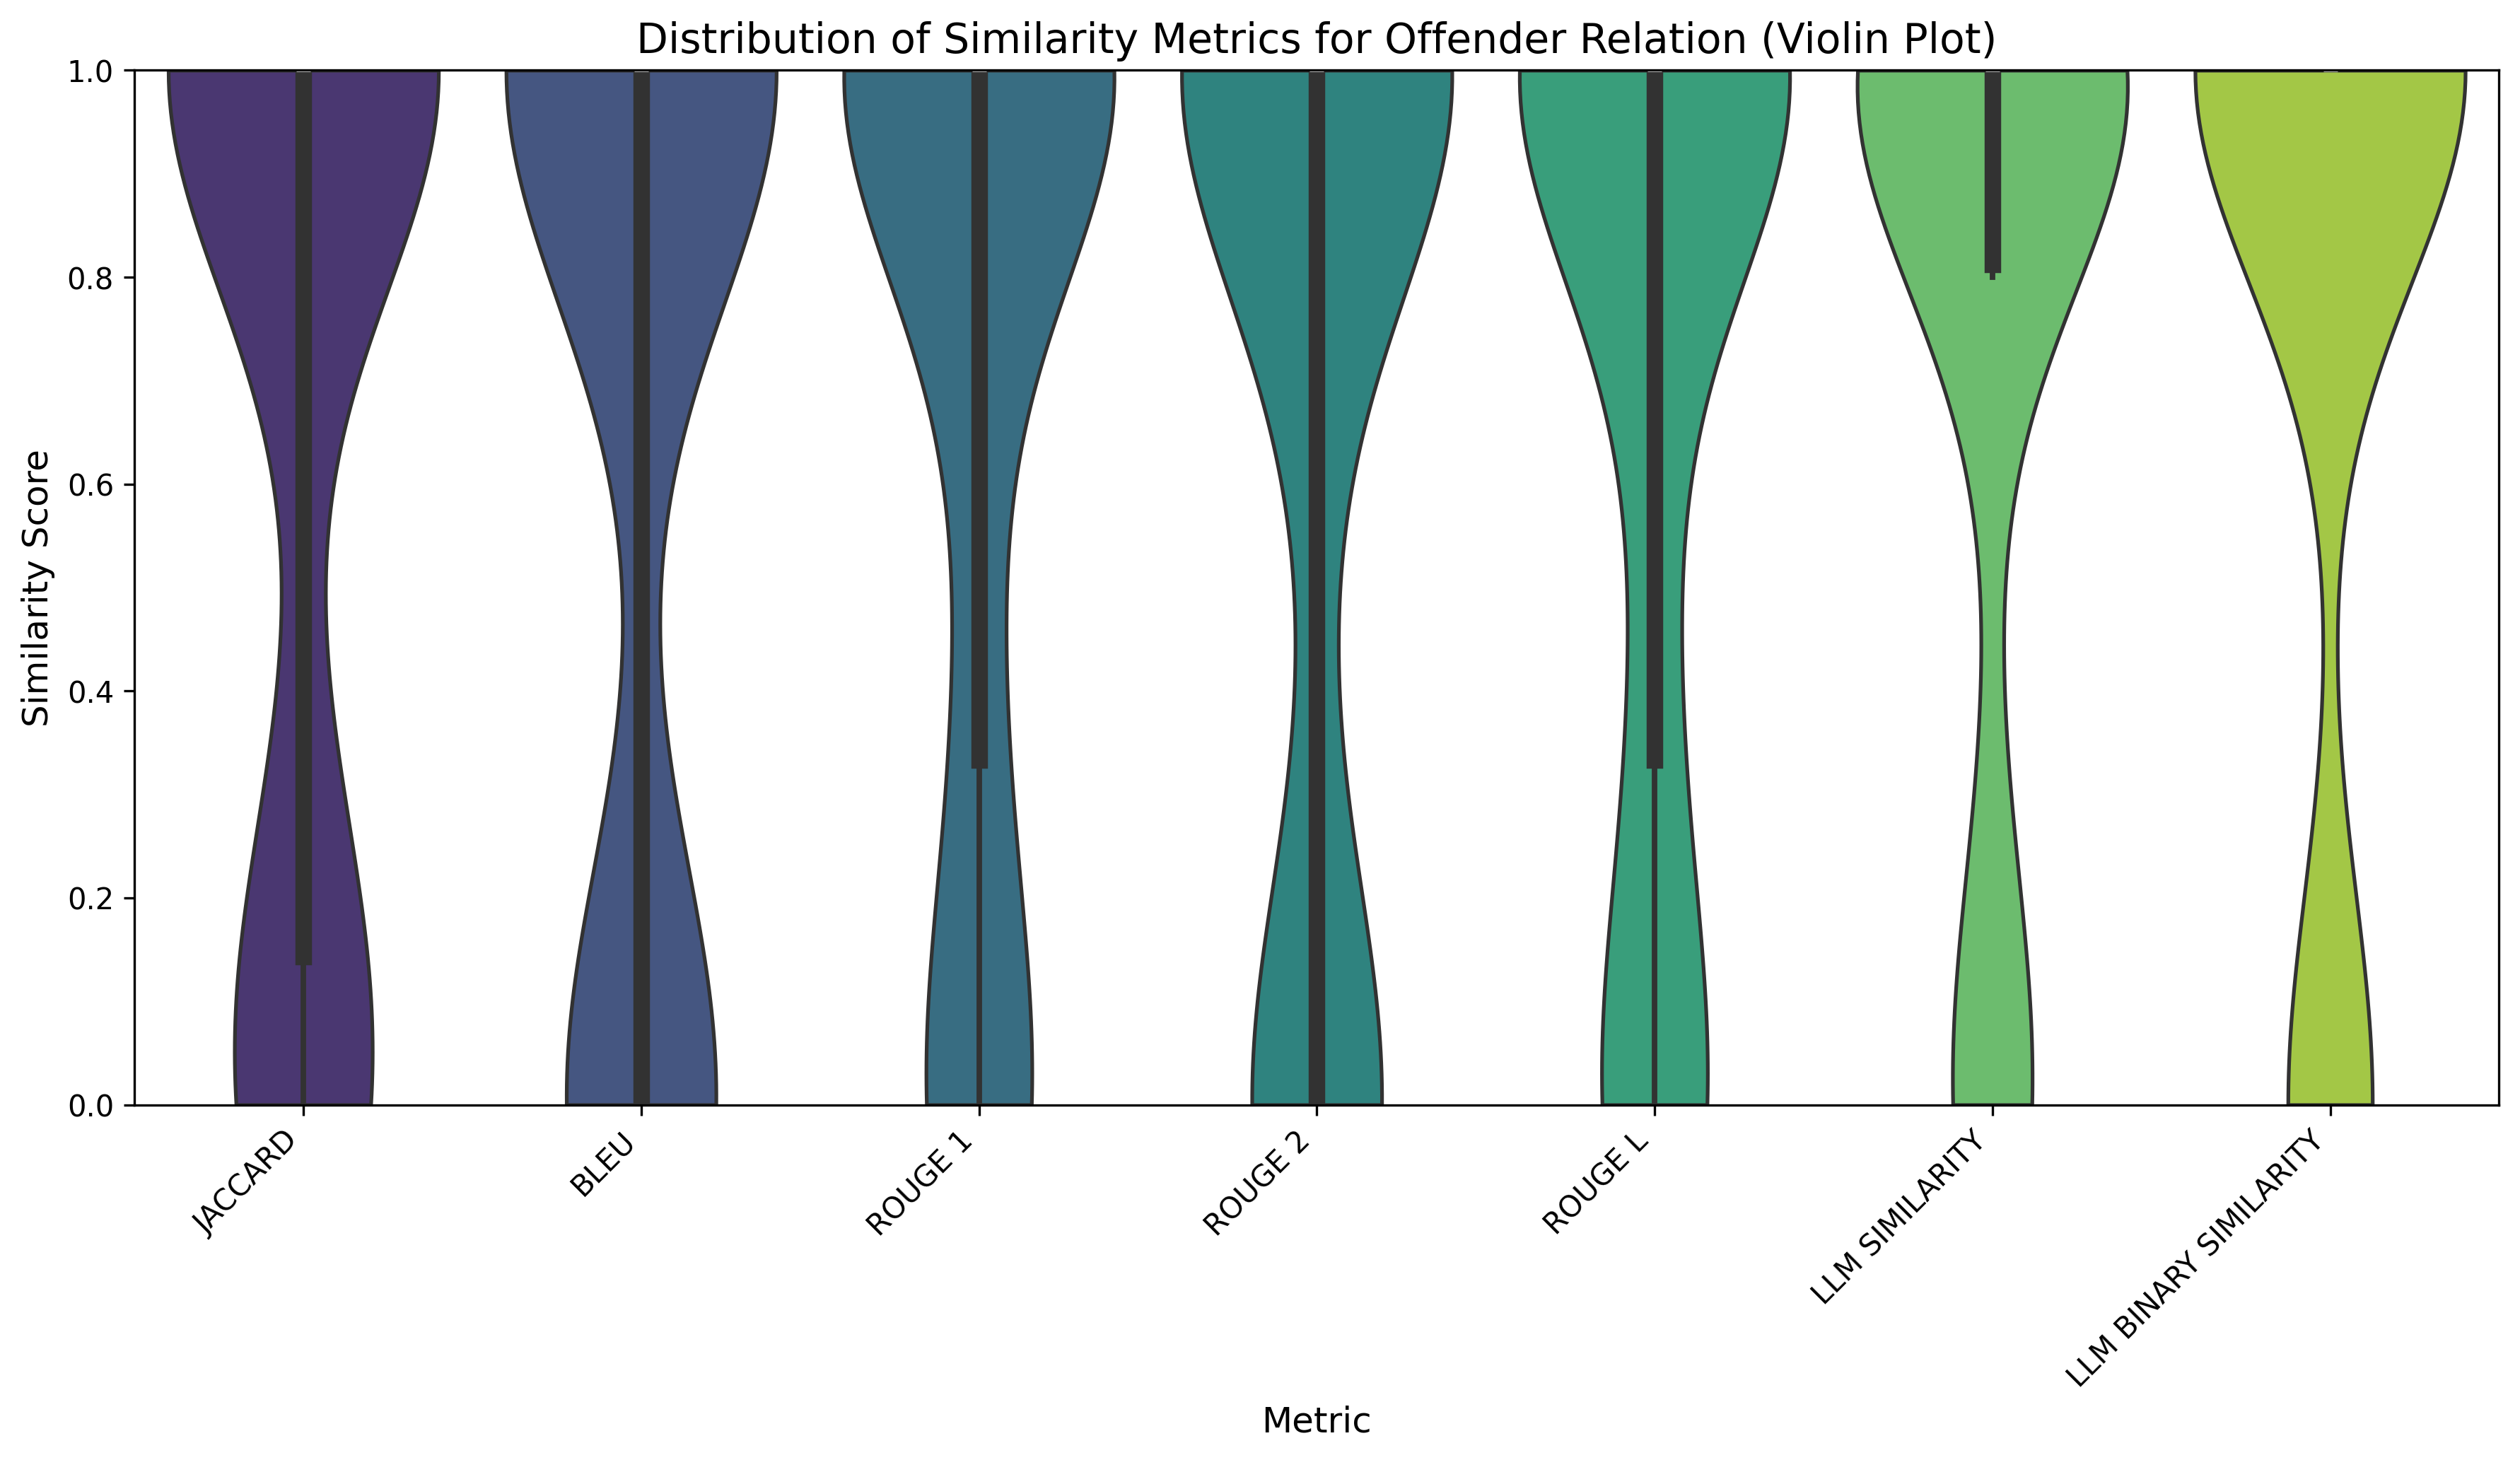 Distribution of Similarity Metrics for Offender Relation (Violin Plot)
Similarity Score
1.0
0.8
0.6
0.4
0.2
0.0
JACCARD
BLEU
ROUGE 1
ROUGE 2
ROUGE L
LLM SIMILARITY
LLM BINARY SIMILARITY
Metric